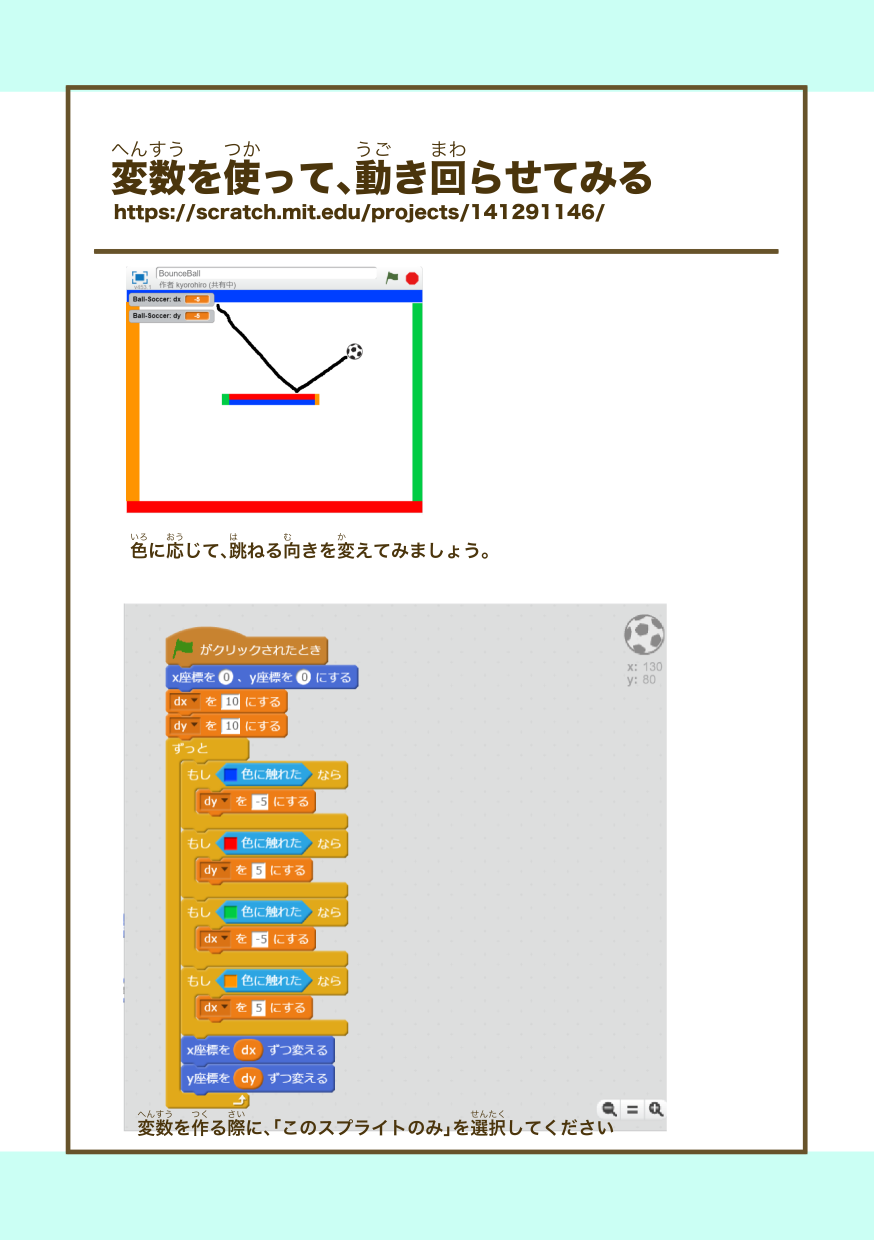 へんすう つか うご まわ
変数を使って、動き回らせてみる
https://scratch.mit.edu/projects/141291146/
BounceBall
作者 kyorohiro (共有中)
Ball-Soccer: dx -8
Ball-Soccer: dy -8
いろ おう は む か
色に応じて、跳ねる向きを変えてみましょう。
がクリックされたとき
x座標を 0 、y座標を 0 にする
dx を 10 にする
dy を 10 にする
ずっと
もし 色に触れた なら
dy を -5 にする
もし 色に触れた なら
dy を 5 にする
もし 色に触れた なら
dx を -5 にする
もし 色に触れた なら
dx を 5 にする
x座標を dx ずつ変える
y座標を dy ずつ変える
x: 130
y: 80
へんすう つく さい せんたく
変数を作る際に、「このスプライトのみ」を選択してください